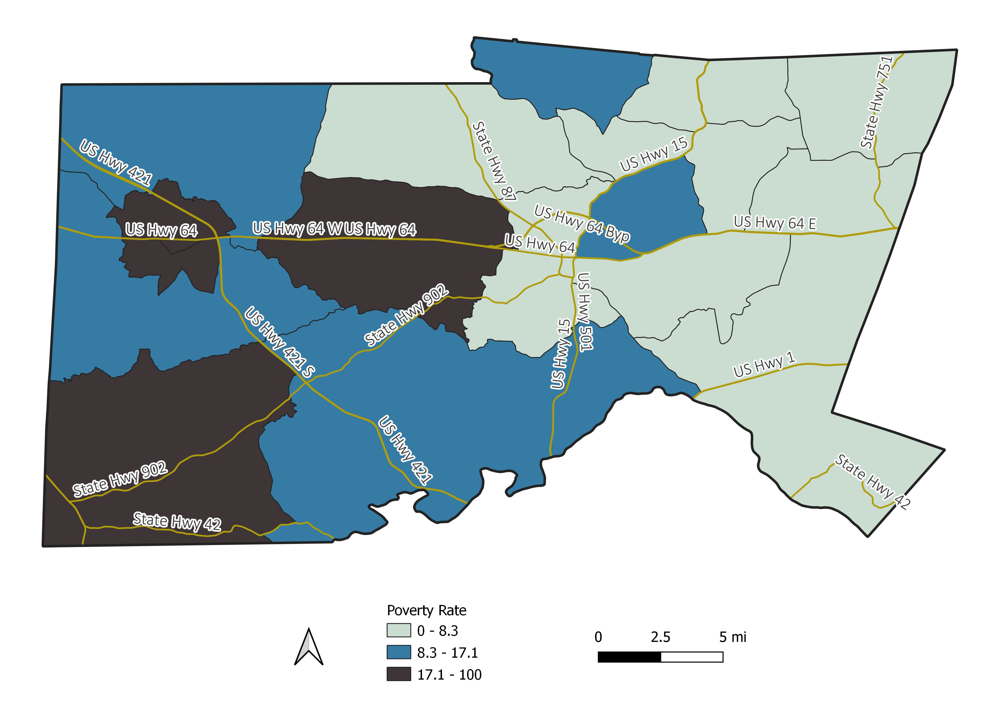 State Hwy 751
US Hwy 421
State Hwy 87
US Hwy 15
US Hwy 64
US Hwy 64 W
US Hwy 64
US Hwy 64 Byp
US Hwy 64 E
US Hwy 64
State Hwy 902
US Hwy 501
US Hwy 15
US Hwy 421 S
US Hwy 1
US Hwy 421
State Hwy 902
State Hwy 42
State Hwy 42
Poverty Rate
0 - 8.3
8.3 - 17.1
17.1 - 100
0 2.5 5 mi